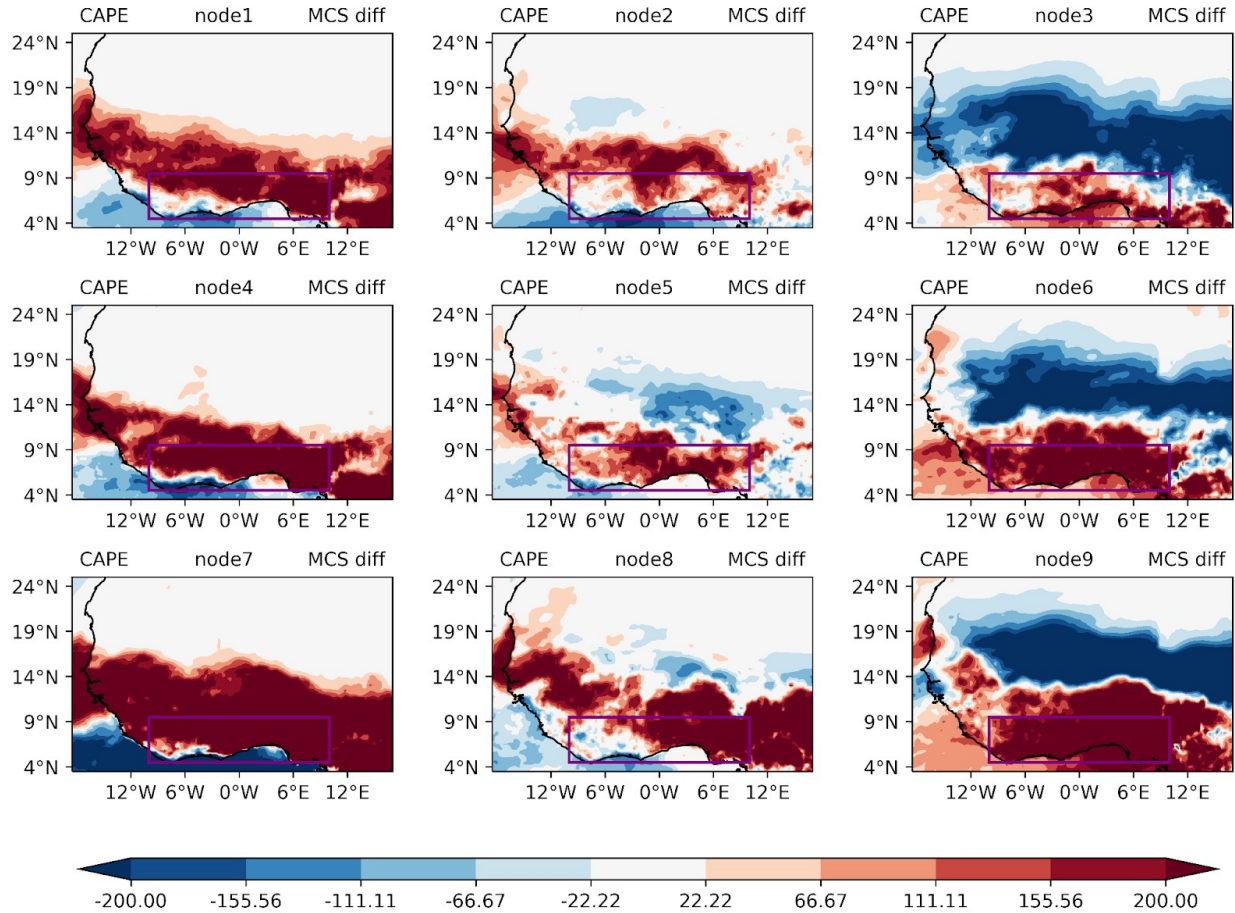 CAPE node1 MCS diff CAPE node2 MCS diff CAPE node3 MCS diff
24°N 24°N 24°N
19°N 19°N 19°N
14°N 14°N 14°N
9°N 9°N 9°N
4°N 4°N 4°N
12°W 6°W 0°W 6°E 12°E 12°W 6°W 0°W 6°E 12°E 12°W 6°W 0°W 6°E 12°E
CAPE node4 MCS diff CAPE node5 MCS diff CAPE node6 MCS diff
24°N 24°N 24°N
19°N 19°N 19°N
14°N 14°N 14°N
9°N 9°N 9°N
4°N 4°N 4°N
12°W 6°W 0°W 6°E 12°E 12°W 6°W 0°W 6°E 12°E 12°W 6°W 0°W 6°E 12°E
CAPE node7 MCS diff CAPE node8 MCS diff CAPE node9 MCS diff
24°N 24°N 24°N
19°N 19°N 19°N
14°N 14°N 14°N
9°N 9°N 9°N
4°N 4°N 4°N
12°W 6°W 0°W 6°E 12°E 12°W 6°W 0°W 6°E 12°E 12°W 6°W 0°W 6°E 12°E
-200.00 -155.56 -111.11 -66.67 -22.22 22.22 66.67 111.11 155.56 200.00